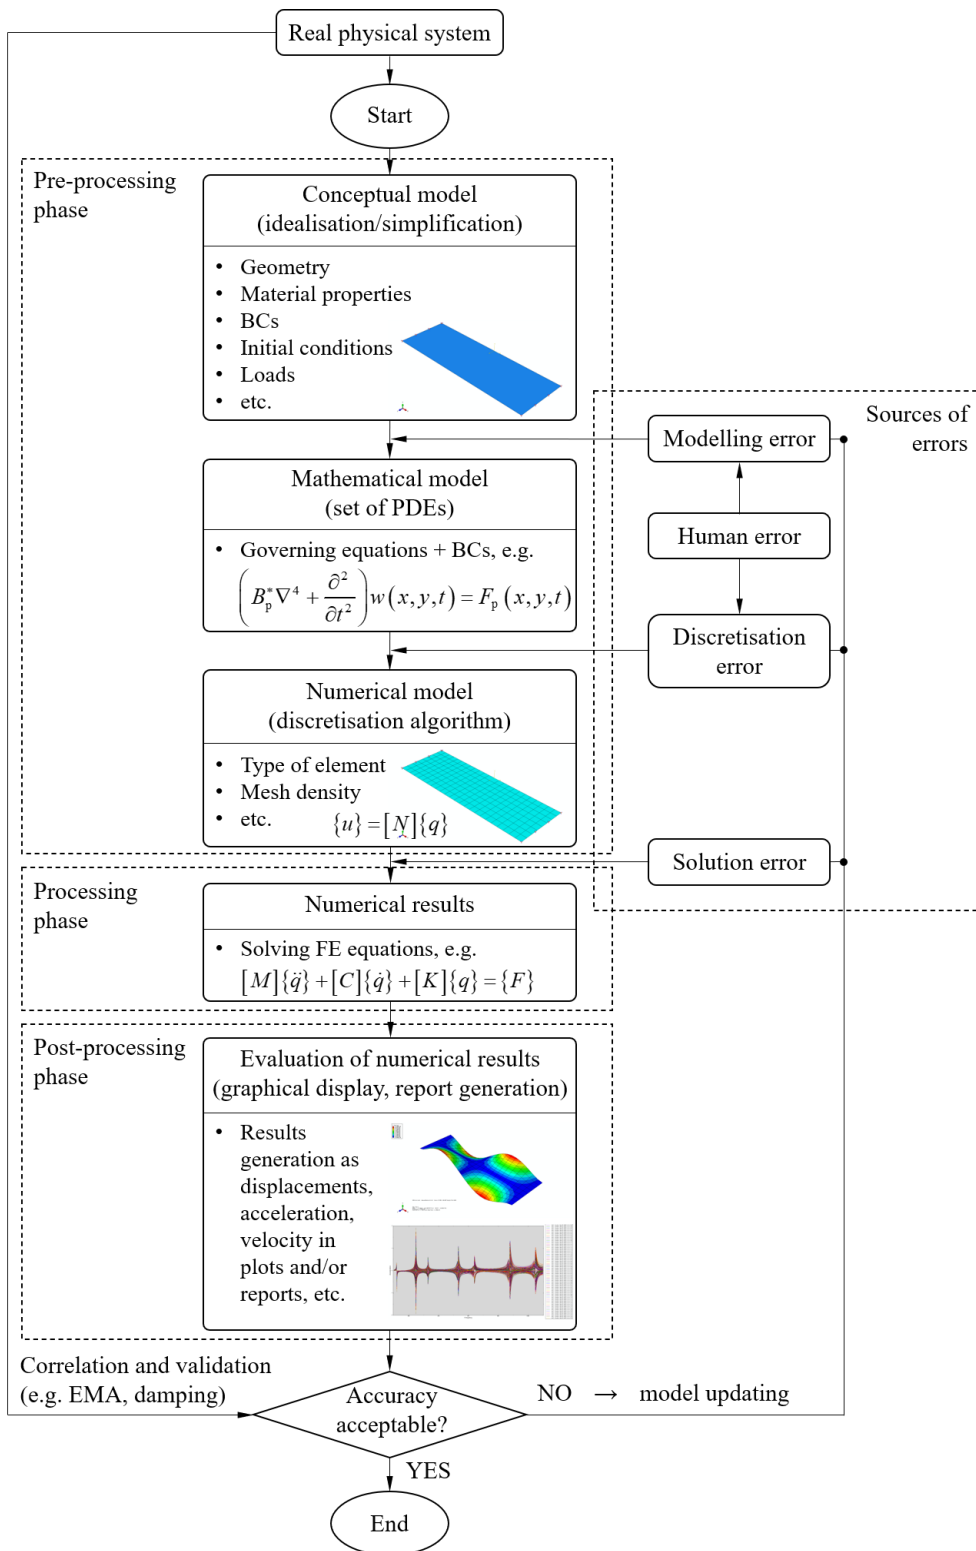 Real physical system
Start
Pre-processing
phase
Conceptual model
(idealisation/simplification)
• Geometry
• Material properties
• BCs
• Initial conditions
• Loads
• etc.
Sources of
errors
Modelling error
Mathematical model
(set of PDEs)
Human error
• Governing equations + BCs, e.g.
(B*p ∇⁴ + ∂²/∂t²) w(x,y,t) = Fp(x,y,t)
Discretisation
error
Numerical model
(discretisation algorithm)
• Type of element
• Mesh density
• etc.
{u} = [N]{q}
Solution error
Processing
phase
Numerical results
• Solving FE equations, e.g.
[M]{q̈} + [C]{q̇} + [K]{q} = {F}
Post-processing
phase
Evaluation of numerical results
(graphical display, report generation)
• Results
generation as
displacements,
acceleration,
velocity in
plots and/or
reports, etc.
Correlation and validation
(e.g. EMA, damping)
Accuracy
acceptable?
NO → model updating
YES
End